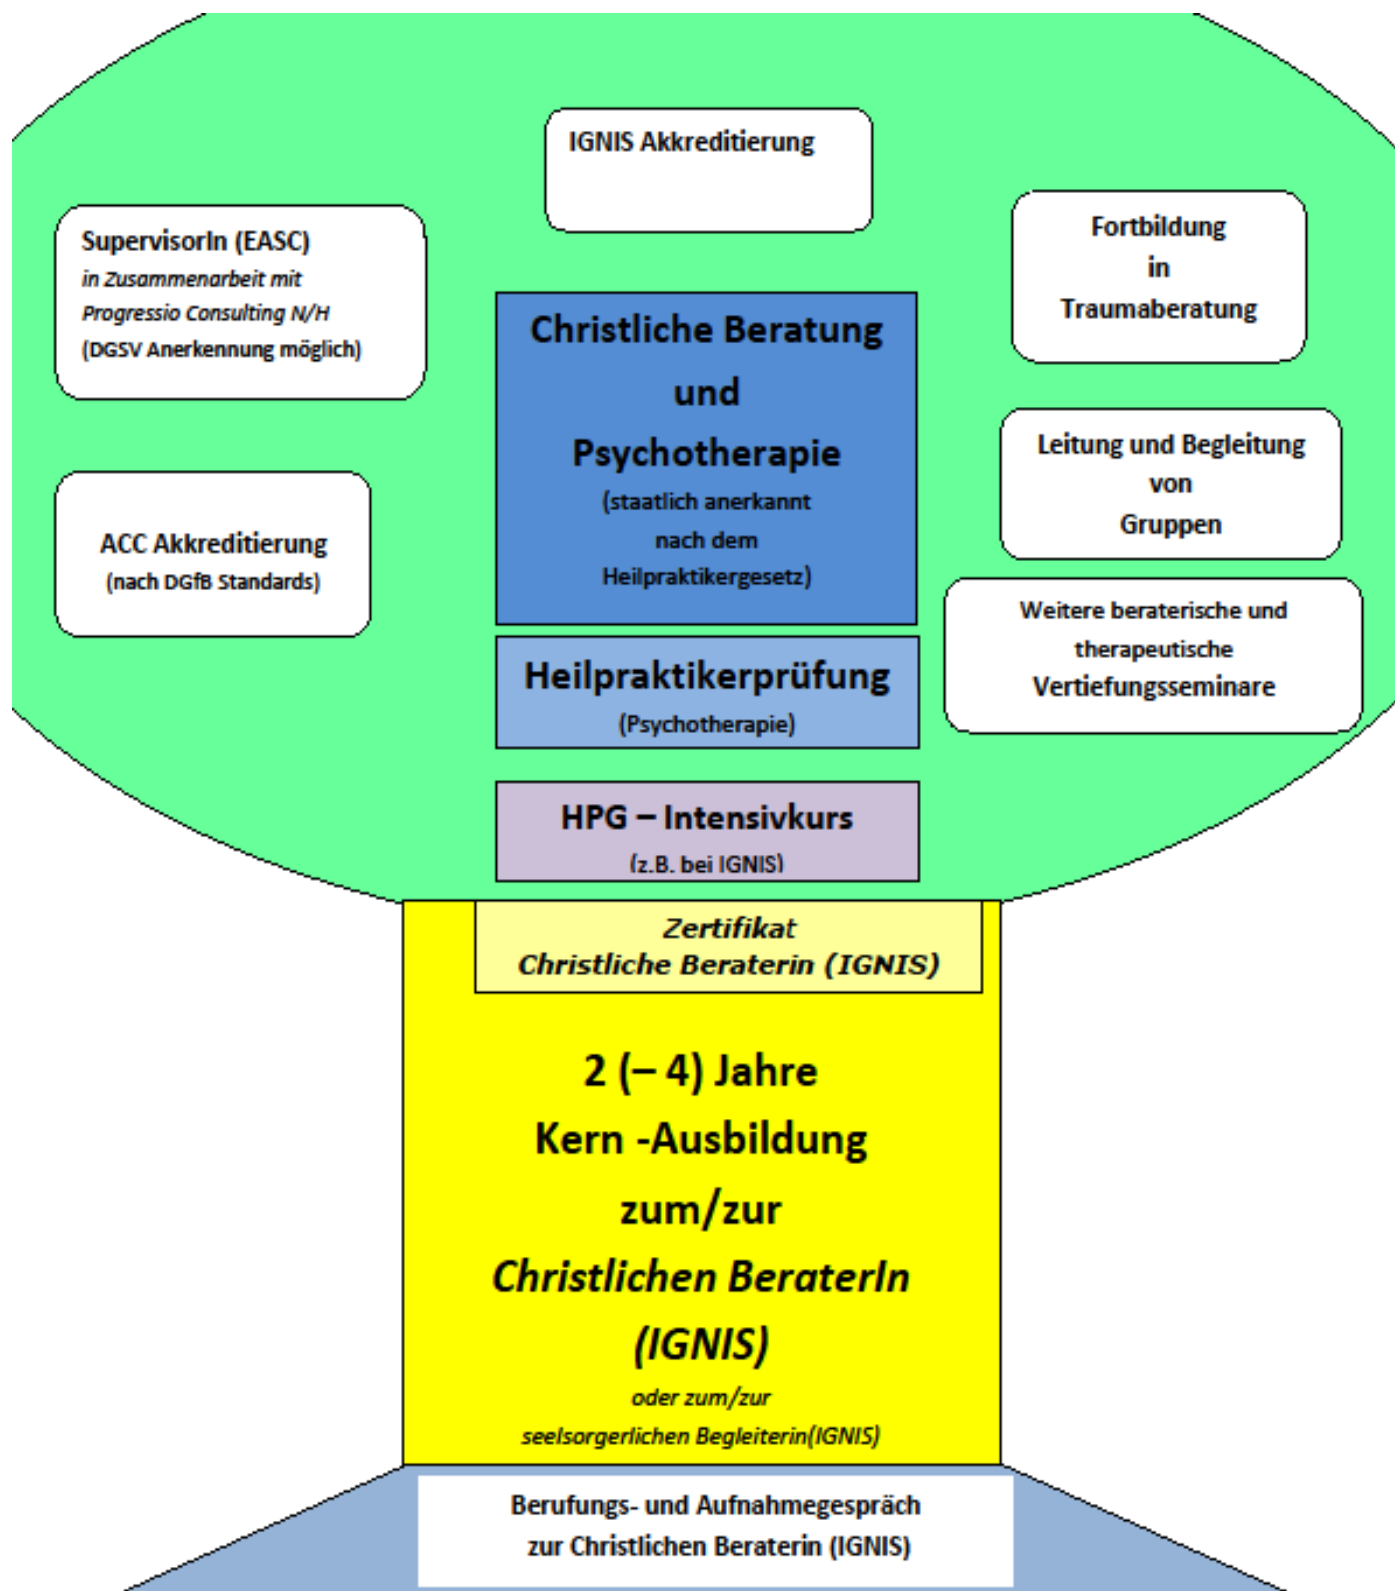 IGNIS Akkreditierung
SupervisorIn (EASC)
in Zusammenarbeit mit
Progressio Consulting N/H
(DGSV Anerkennung möglich)
Fortbildung
in
Traumaberatung
Christliche Beratung
und
Psychotherapie
(staatlich anerkannt
nach dem
Heilpraktikergesetz)
Leitung und Begleitung
von
Gruppen
ACC Akkreditierung
(nach DGfB Standards)
Weitere beraterische und
therapeutische
Vertiefungsseminare
Heilpraktikerprüfung
(Psychotherapie)
HPG – Intensivkurs
(z.B. bei IGNIS)
Zertifikat
Christliche Beraterin (IGNIS)
2 (– 4) Jahre
Kern -Ausbildung
zum/zur
Christlichen BeraterIn
(IGNIS)
oder zum/zur
seelsorgerlichen Begleiterin(IGNIS)
Berufungs- und Aufnahmegespräch
zur Christlichen Beraterin (IGNIS)